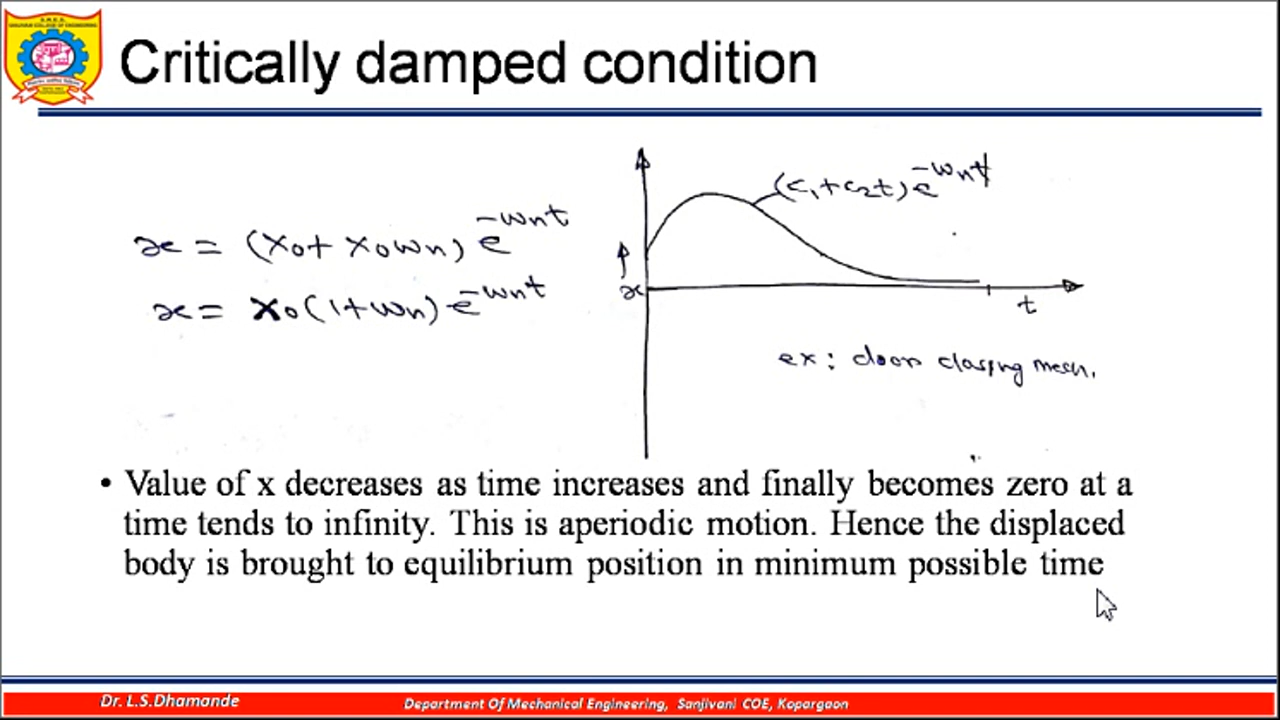 Critically damped condition
x = (X0 + X0ωn) e^-ωnt
x = X0 (1 + ωn) e^-ωnt
(c1 + c2t) e^-ωnt
x
t
ex: door closing mech.
• Value of x decreases as time increases and finally becomes zero at a
time tends to infinity. This is aperiodic motion. Hence the displaced
body is brought to equilibrium position in minimum possible time
Dr. L.S.Dhamande
Department Of Mechanical Engineering, Sanjivani COE, Kopargaon